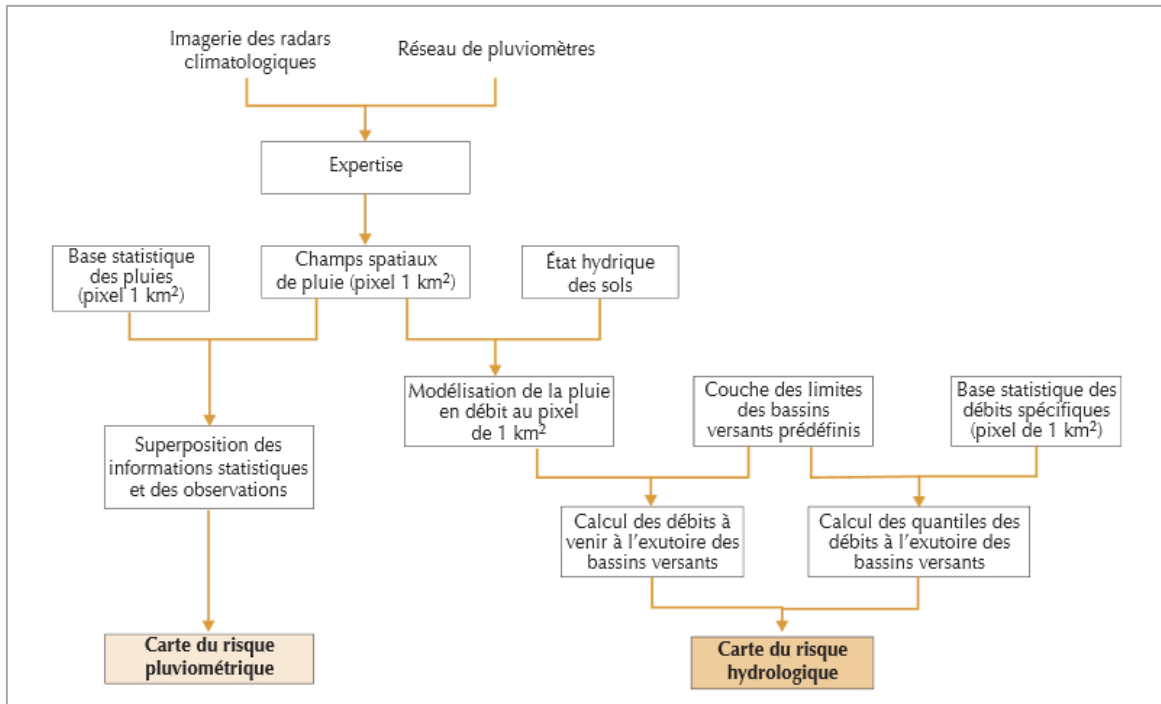 Imagerie des radars
climatologiques
Réseau de pluviomètres
Expertise
Base statistique
des pluies
(pixel 1 km²)
Champs spatiaux
de pluie (pixel 1 km²)
État hydrique
des sols
Modélisation de la pluie
en débit au pixel
de 1 km²
Couche des limites
des bassins
versants prédéfinis
Base statistique des
débits spécifiques
(pixel de 1 km²)
Superposition des
informations statistiques
et des observations
Calcul des débits à
venir à l'exutoire des
bassins versants
Calcul des quantiles des
débits à l'exutoire des
bassins versants
Carte du risque
pluviométrique
Carte du risque
hydrologique